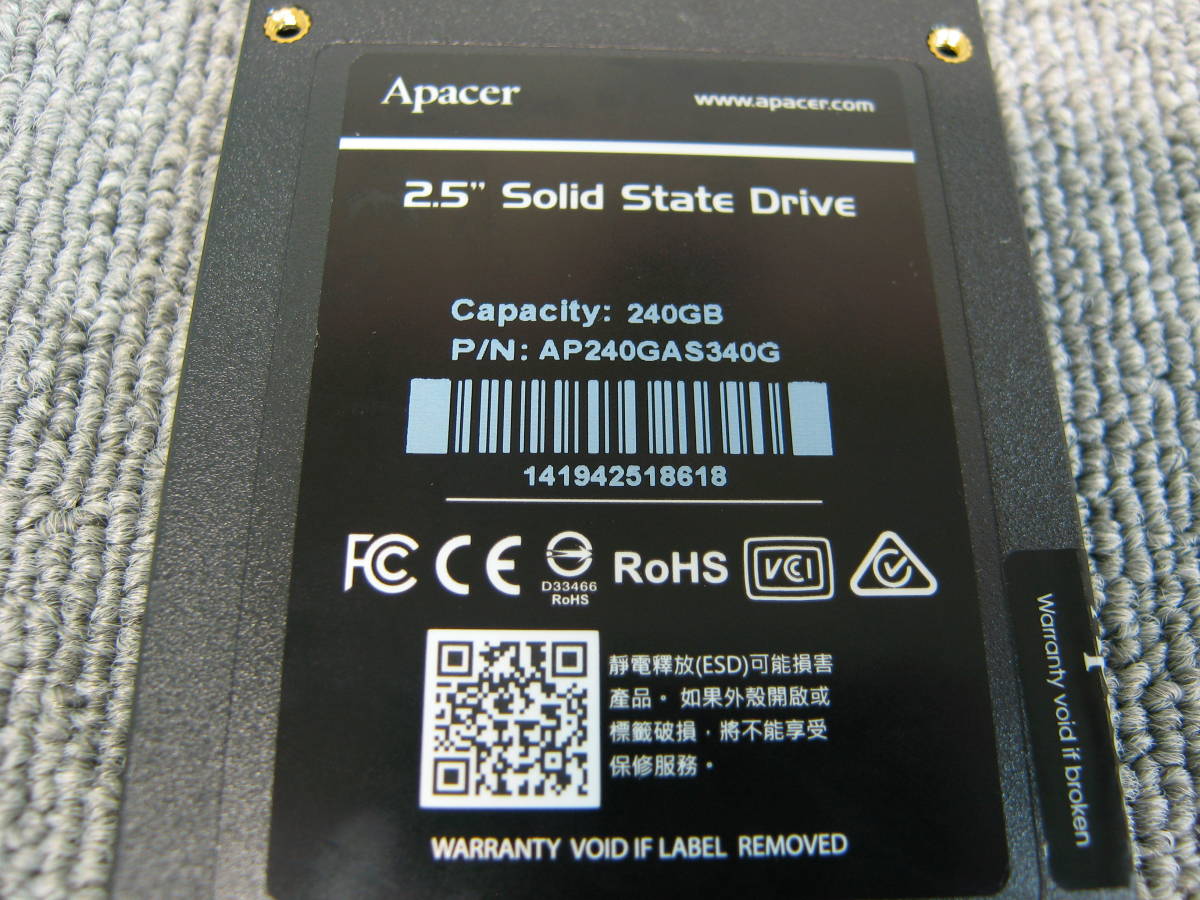 Apacer
www.apacer.com
2.5” Solid State Drive
Capacity: 240GB
P/N: AP240GAS340G
141942518618
FC CE D33466 RoHS RoHS VCI
靜電釋放(ESD)可能損害
產品。如果外殼開啟或
標籤破損，將不能享受
保修服務。
WARRANTY VOID IF LABEL REMOVED
Warranty void if broken